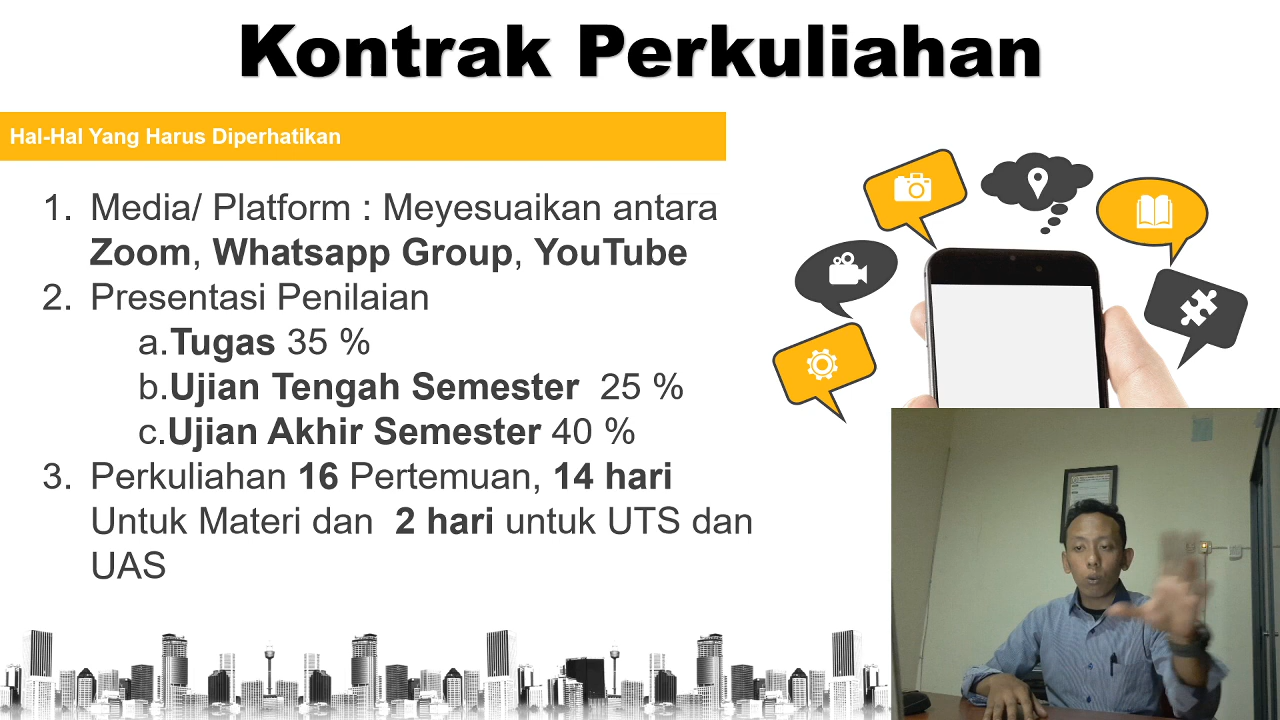 Kontrak Perkuliahan
Hal-Hal Yang Harus Diperhatikan
1. Media/ Platform : Meyesuaikan antara
Zoom, Whatsapp Group, YouTube
2. Presentasi Penilaian
a.Tugas 35 %
b.Ujian Tengah Semester 25 %
c.Ujian Akhir Semester 40 %
3. Perkuliahan 16 Pertemuan, 14 hari
Untuk Materi dan 2 hari untuk UTS dan
UAS